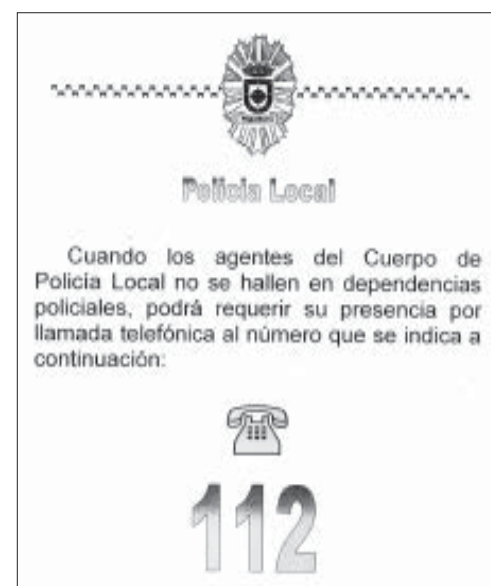 Policía Local
Cuando los agentes del Cuerpo de
Policía Local no se hallen en dependencias
policiales, podrá requerir su presencia por
llamada telefónica al número que se indica a
continuación:
112